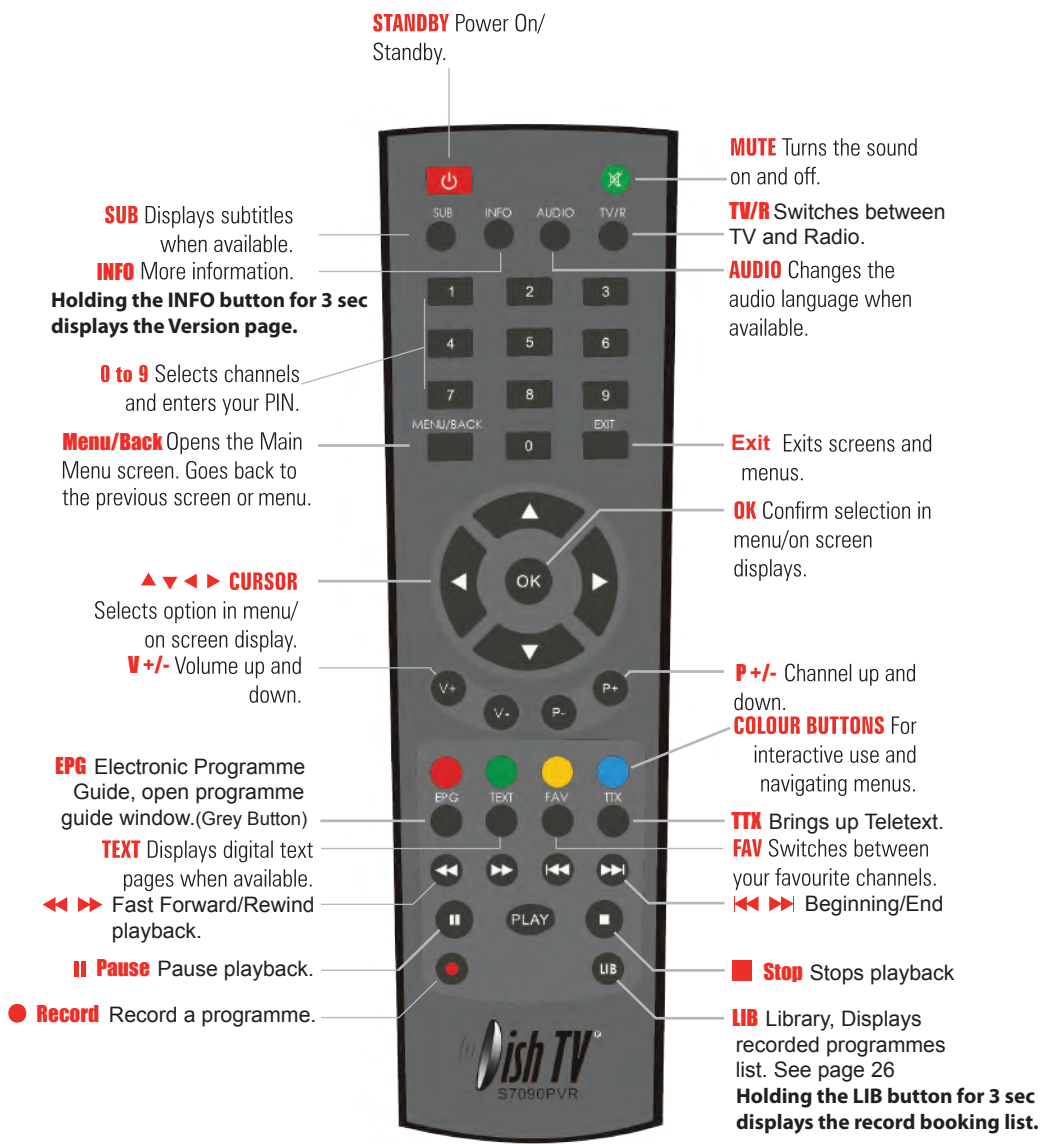 STANDBY Power On/
Standby.
MUTE Turns the sound
on and off.
TV/R Switches between
TV and Radio.
AUDIO Changes the
audio language when
available.
SUB Displays subtitles
when available.
INFO More information.
Holding the INFO button for 3 sec
displays the Version page.
0 to 9 Selects channels
and enters your PIN.
Menu/Back Opens the Main
Menu screen. Goes back to
the previous screen or menu.
Exit Exits screens and
menus.
OK Confirm selection in
menu/on screen
displays.
▲ ▼ ◀ ▶ CURSOR
Selects option in menu/
on screen display.
V +/- Volume up and
down.
P +/- Channel up and
down.
COLOUR BUTTONS For
interactive use and
navigating menus.
EPG Electronic Programme
Guide, open programme
guide window.(Grey Button)
TEXT Displays digital text
pages when available.
◀◀ ▶▶ Fast Forward/Rewind
playback.
TTX Brings up Teletext.
FAV Switches between
your favourite channels.
|◀◀ ▶▶| Beginning/End
II Pause Pause playback.
■ Stop Stops playback
● Record Record a programme.
LIB Library, Displays
recorded programmes
list. See page 26
Holding the LIB button for 3 sec
displays the record booking list.
SUB INFO AUDIO TV/R
1 2 3
4 5 6
7 8 9
MENU/BACK 0 EXIT
OK
V+ V- P- P+
EPG TEXT FAV TTX
PLAY
LIB
Dish TV®
S7090PVR